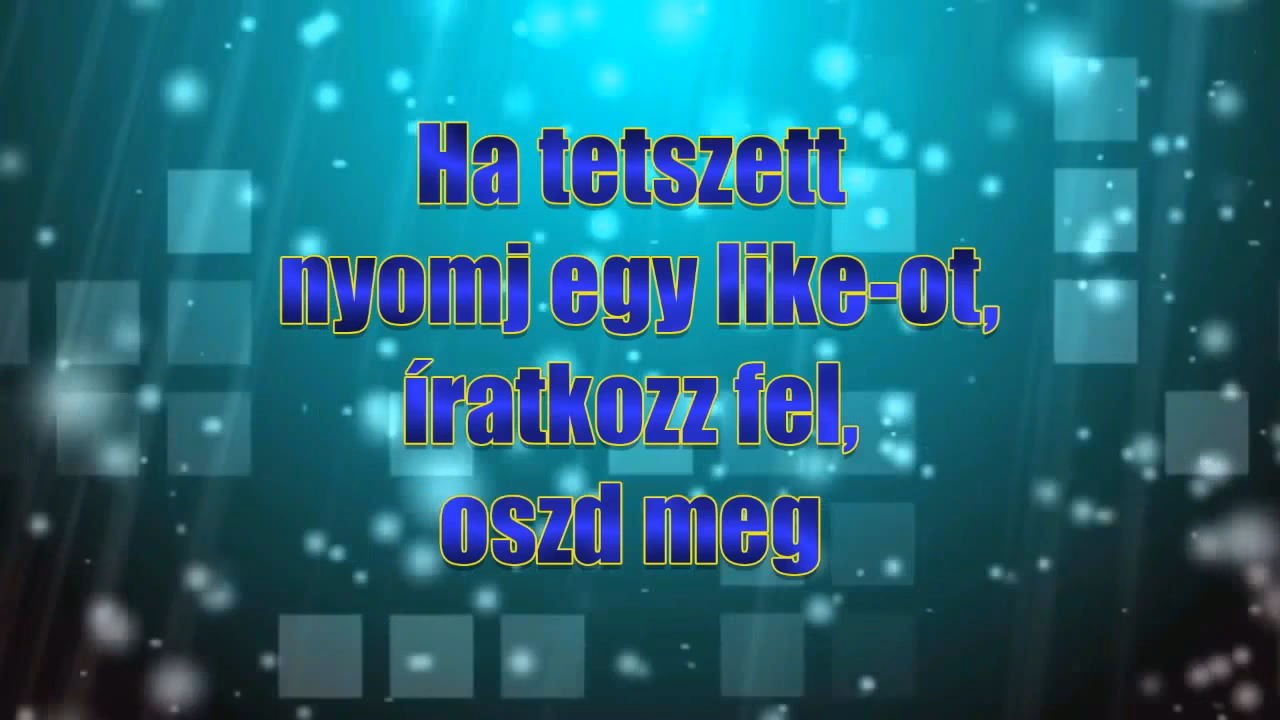 Ha tetszett
nyomj egy like-ot,
íratkozz fel,
oszd meg